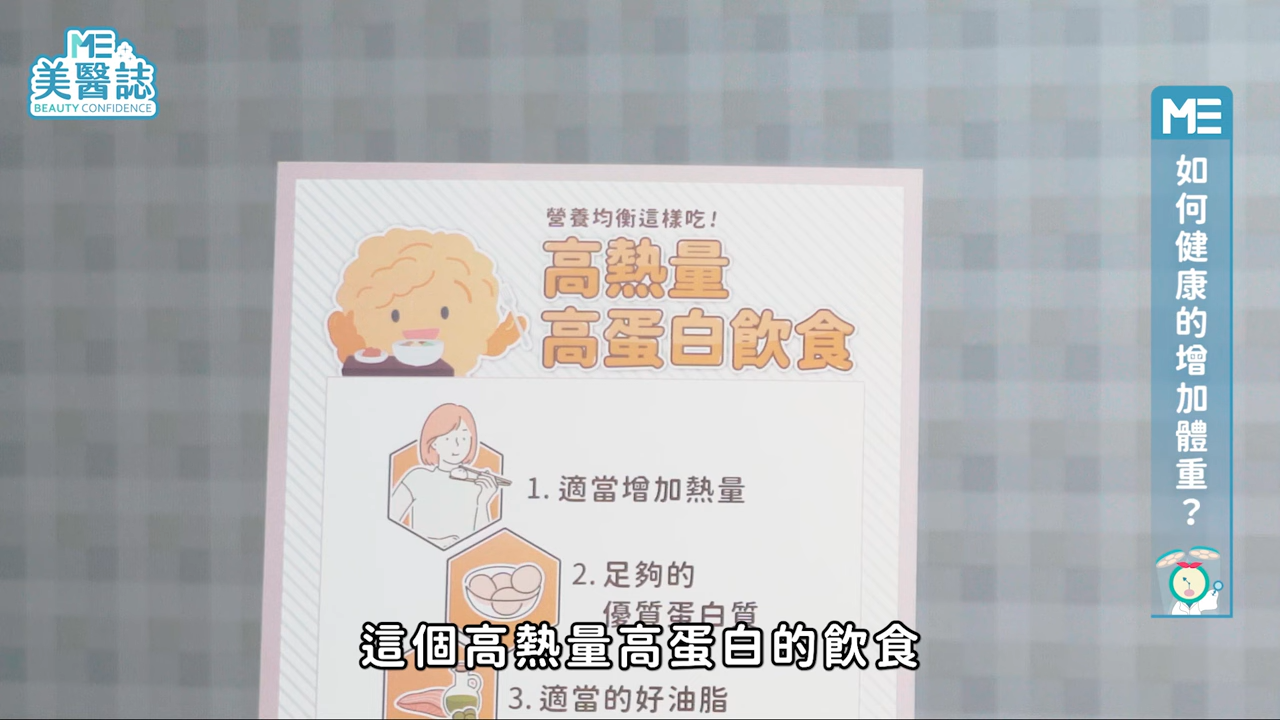 ME
美醫誌
BEAUTY CONFIDENCE
ME
如何健康的增加體重？
營養均衡這樣吃！
高熱量
高蛋白飲食
1. 適當增加熱量
2. 足夠的
優質蛋白質
3. 適當的好油脂
這個高熱量高蛋白的飲食